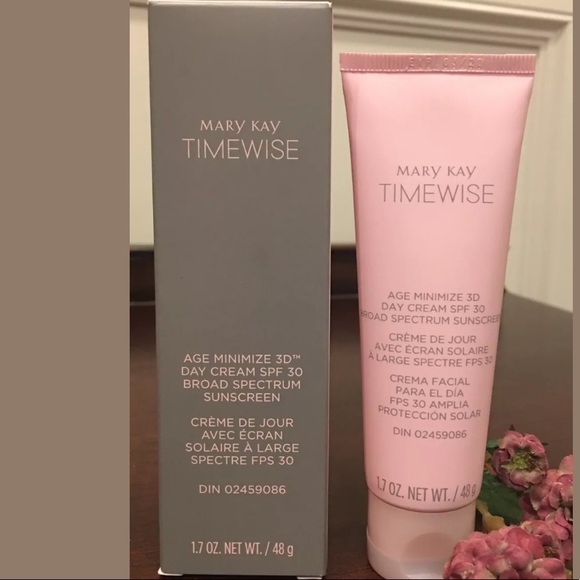 MARY KAY
TIMEWISE
AGE MINIMIZE 3D™
DAY CREAM SPF 30
BROAD SPECTRUM
SUNSCREEN
CRÈME DE JOUR
AVEC ÉCRAN
SOLAIRE À LARGE
SPECTRE FPS 30
DIN 02459086
1.7 OZ. NET WT. / 48 g
MARY KAY
TIMEWISE
AGE MINIMIZE 3D
DAY CREAM SPF 30
BROAD SPECTRUM SUNSCREEN
CRÈME DE JOUR
AVEC ÉCRAN SOLAIRE
À LARGE SPECTRE FPS 30
CREMA FACIAL
PARA EL DÍA
FPS 30 AMPLIA
PROTECCIÓN SOLAR
DIN 02459086
1.7 OZ. NET WT. / 48 g